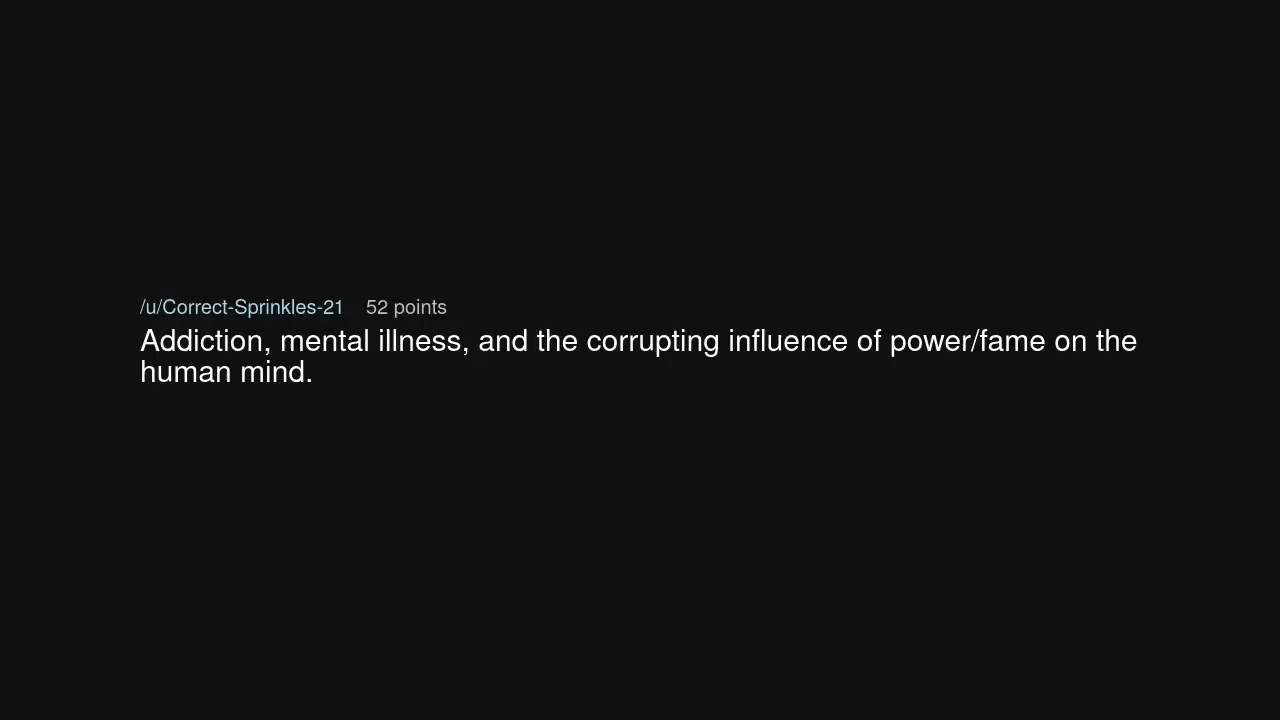 /u/Correct-Sprinkles-21 52 points
Addiction, mental illness, and the corrupting influence of power/fame on the
human mind.